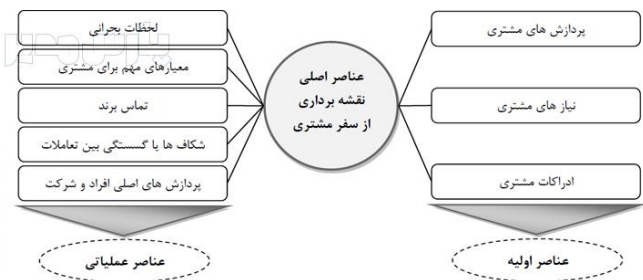 عناصر اصلی
نقشه برداری
از سفر مشتری
پردازش های مشتری
نیاز های مشتری
ادراکات مشتری
عناصر اولیه
لحظات بحرانی
معیارهای مهم برای مشتری
تماس برند
شکاف ها یا گسستگی بین تعاملات
پردازش های اصلی افراد و شرکت
عناصر عملیاتی